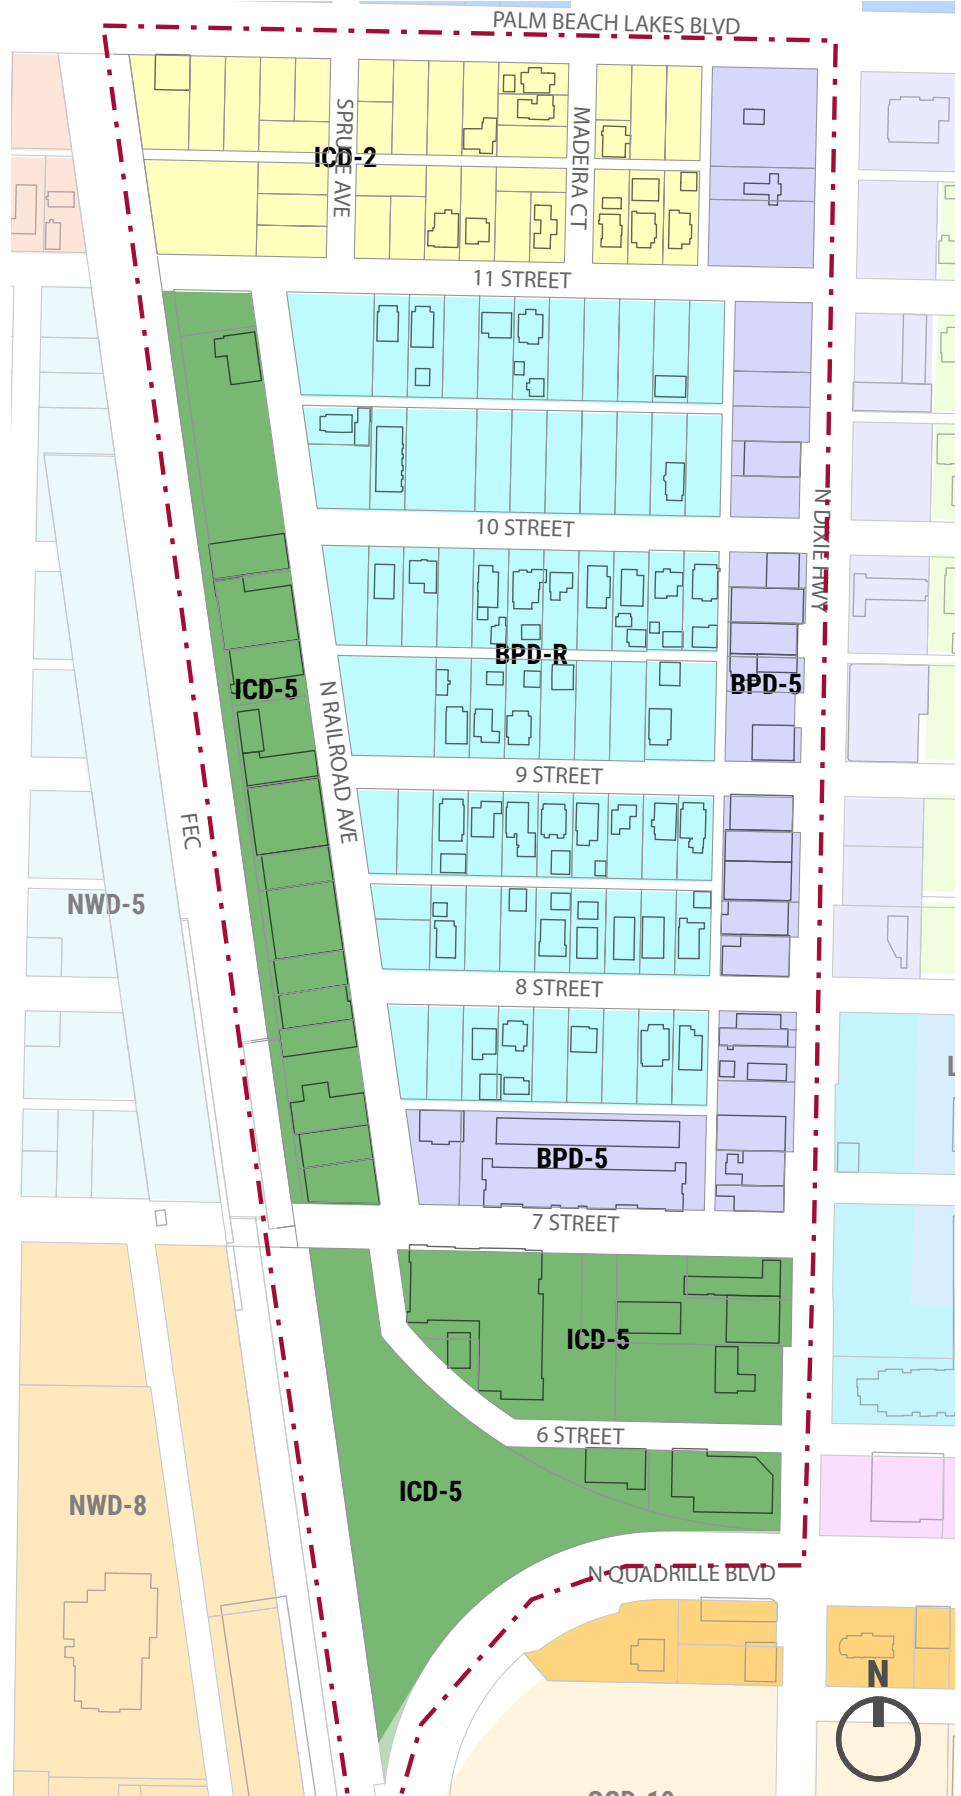 PALM BEACH LAKES BLVD
SPRUCE AVE
MADEIRA CT
ICD-2
11 STREET
N DIXIE HWY
10 STREET
BPD-R
ICD-5
BPD-5
N RAILROAD AVE
9 STREET
FEC
NWD-5
8 STREET
BPD-5
7 STREET
ICD-5
6 STREET
ICD-5
NWD-8
N QUADRILLE BLVD
N